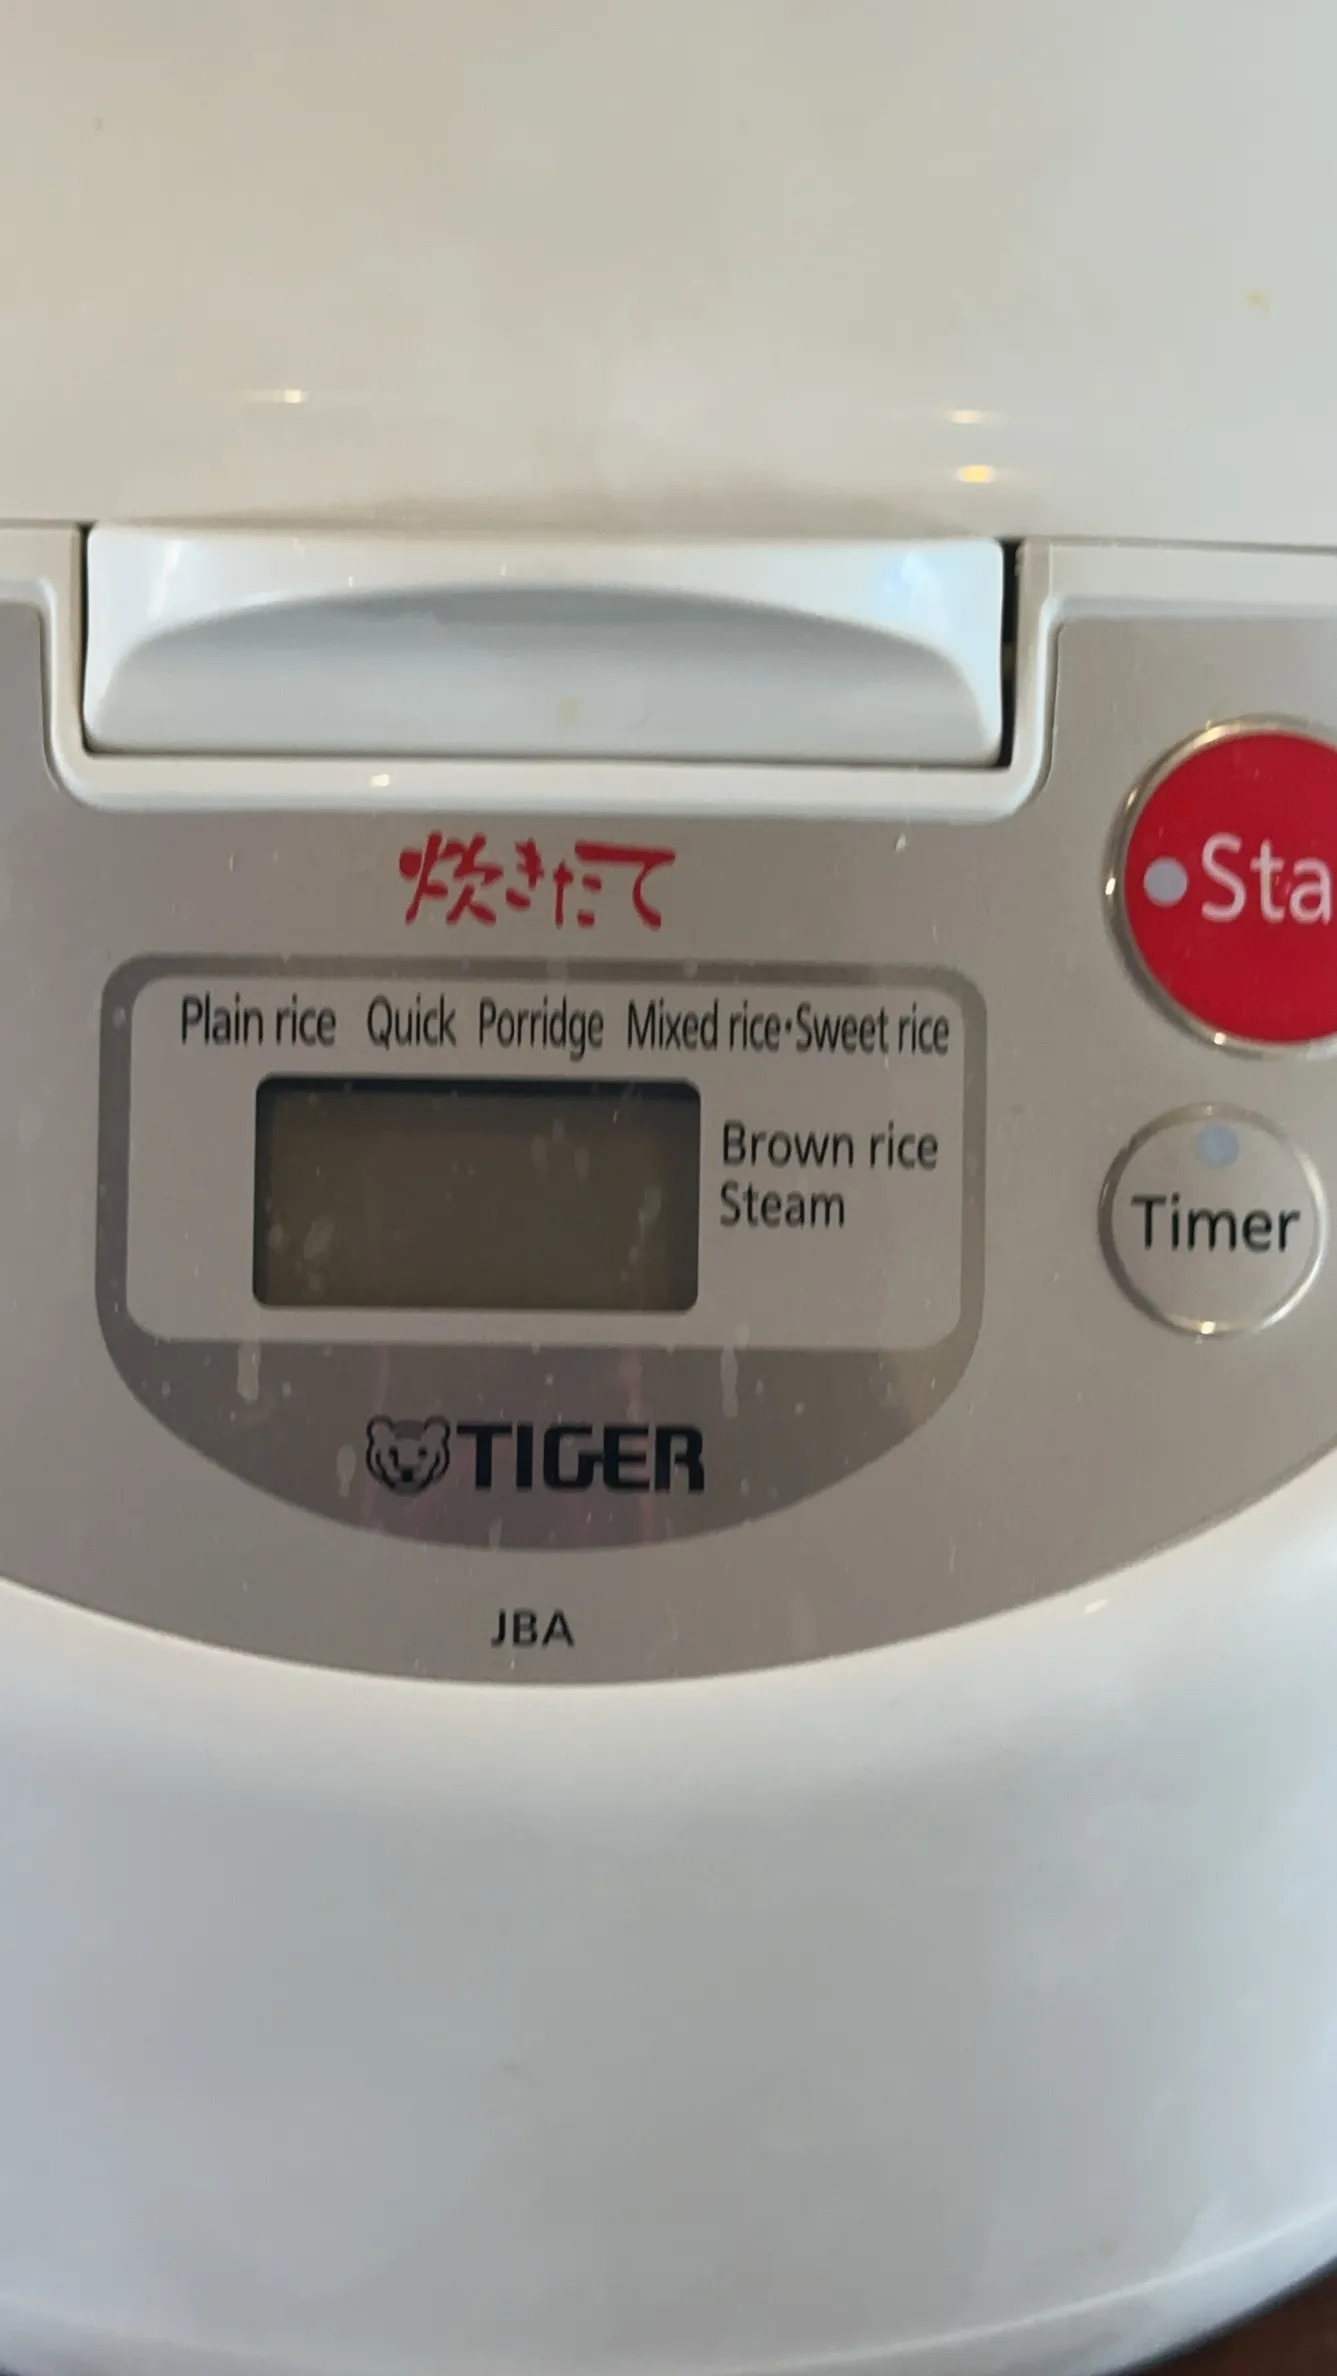 炊きたて
Plain rice Quick Porridge Mixed rice・Sweet rice
Brown rice
Steam
Sta
Timer
TIGER
JBA